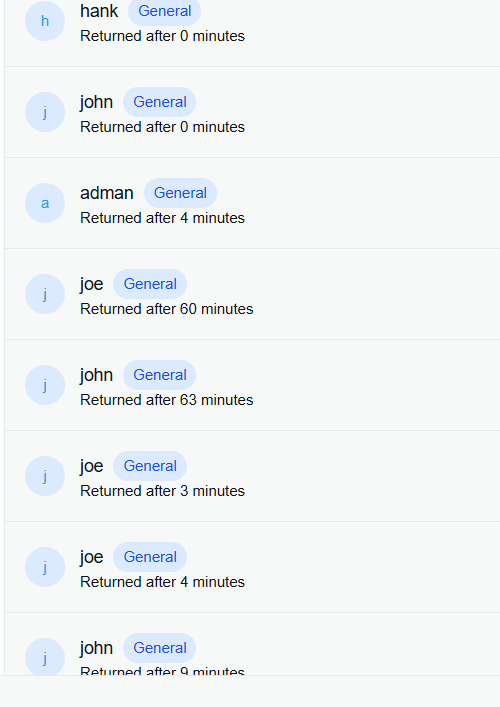 h
hank General
Returned after 0 minutes
j
john General
Returned after 0 minutes
a
adman General
Returned after 4 minutes
j
joe General
Returned after 60 minutes
j
john General
Returned after 63 minutes
j
joe General
Returned after 3 minutes
j
joe General
Returned after 4 minutes
j
john General
Returned after 9 minutes